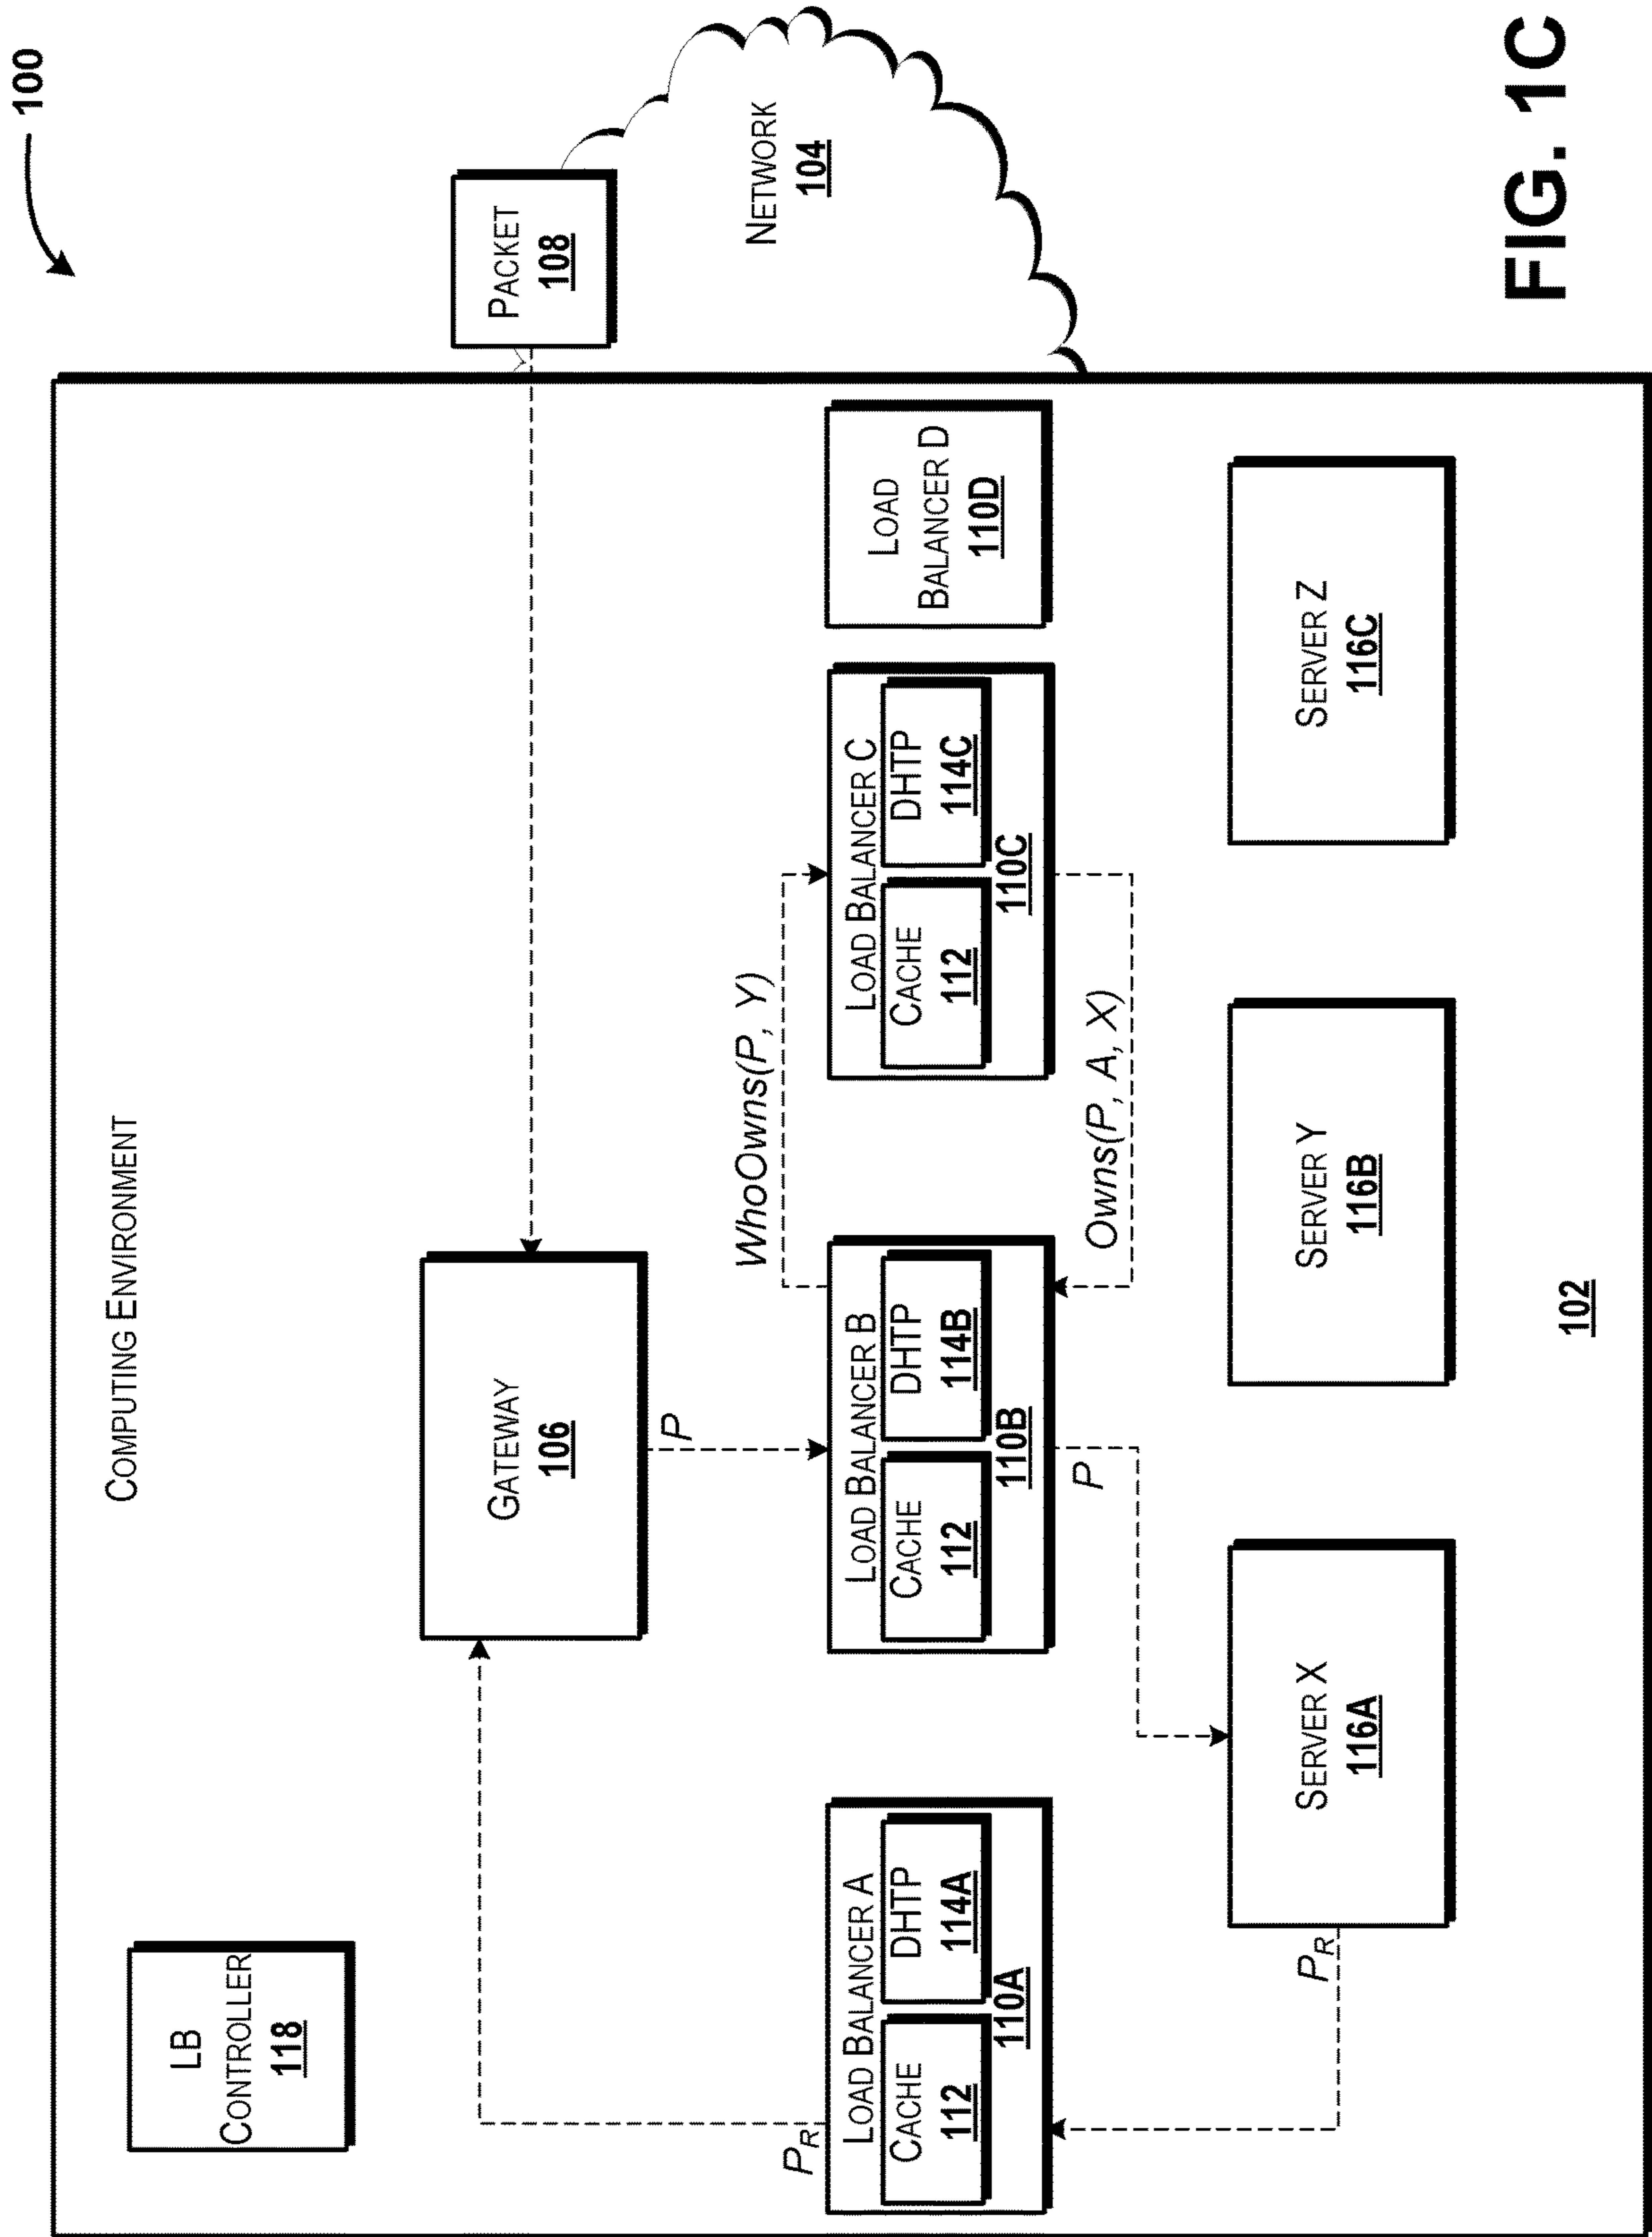 100
COMPUTING ENVIRONMENT
LB
CONTROLLER
118
GATEWAY
106
PACKET
108
NETWORK
104
P
P_R
WhoOwns(P, Y)
LOAD BALANCER A
CACHE
112
DHTP
114A
110A
LOAD BALANCER B
CACHE
112
DHTP
114B
110B
LOAD BALANCER C
CACHE
112
DHTP
114C
110C
LOAD
BALANCER D
110D
P
Owns(P, A, X)
P_R
SERVER X
116A
SERVER Y
116B
SERVER Z
116C
102
FIG. 1C